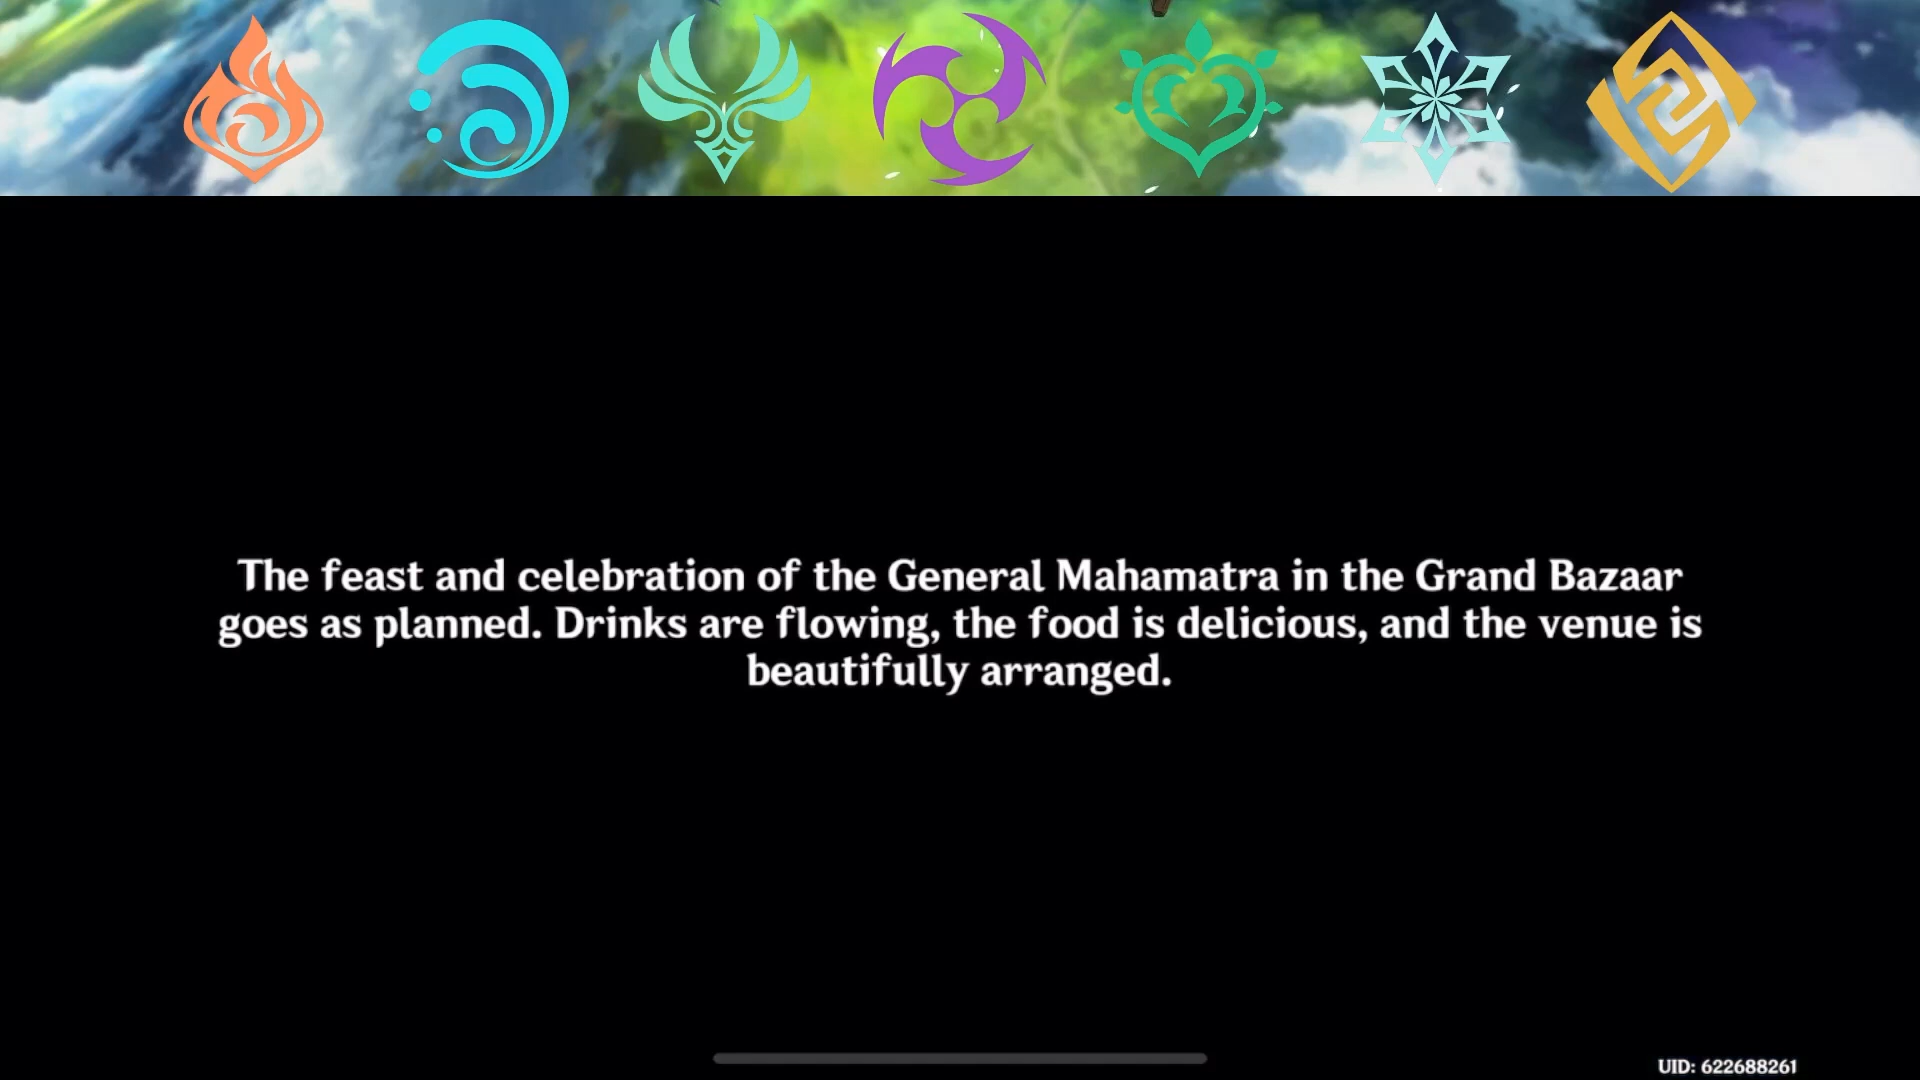 The feast and celebration of the General Mahamatra in the Grand Bazaar
goes as planned. Drinks are flowing, the food is delicious, and the venue is
beautifully arranged.
UID: 622688261